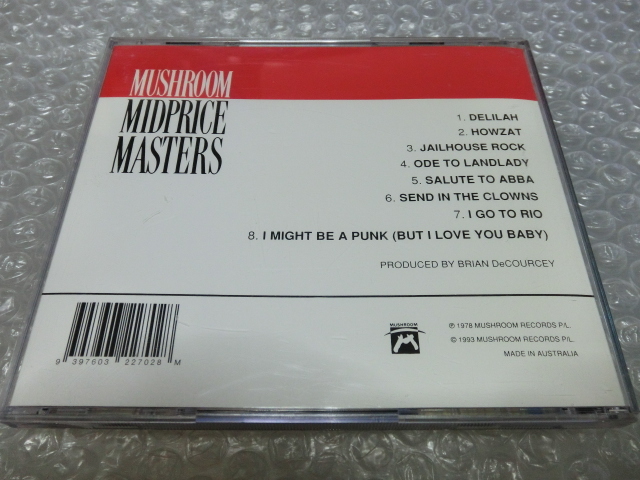 MUSHROOM
MIDPRICE
MASTERS
1. DELILAH
2. HOWZAT
3. JAILHOUSE ROCK
4. ODE TO LANDLADY
5. SALUTE TO ABBA
6. SEND IN THE CLOWNS
7. I GO TO RIO
8. I MIGHT BE A PUNK (BUT I LOVE YOU BABY)
PRODUCED BY BRIAN DeCOURCEY
MUSHROOM
℗ 1978 MUSHROOM RECORDS P/L.
© 1993 MUSHROOM RECORDS P/L.
MADE IN AUSTRALIA
9 397603 227028 M